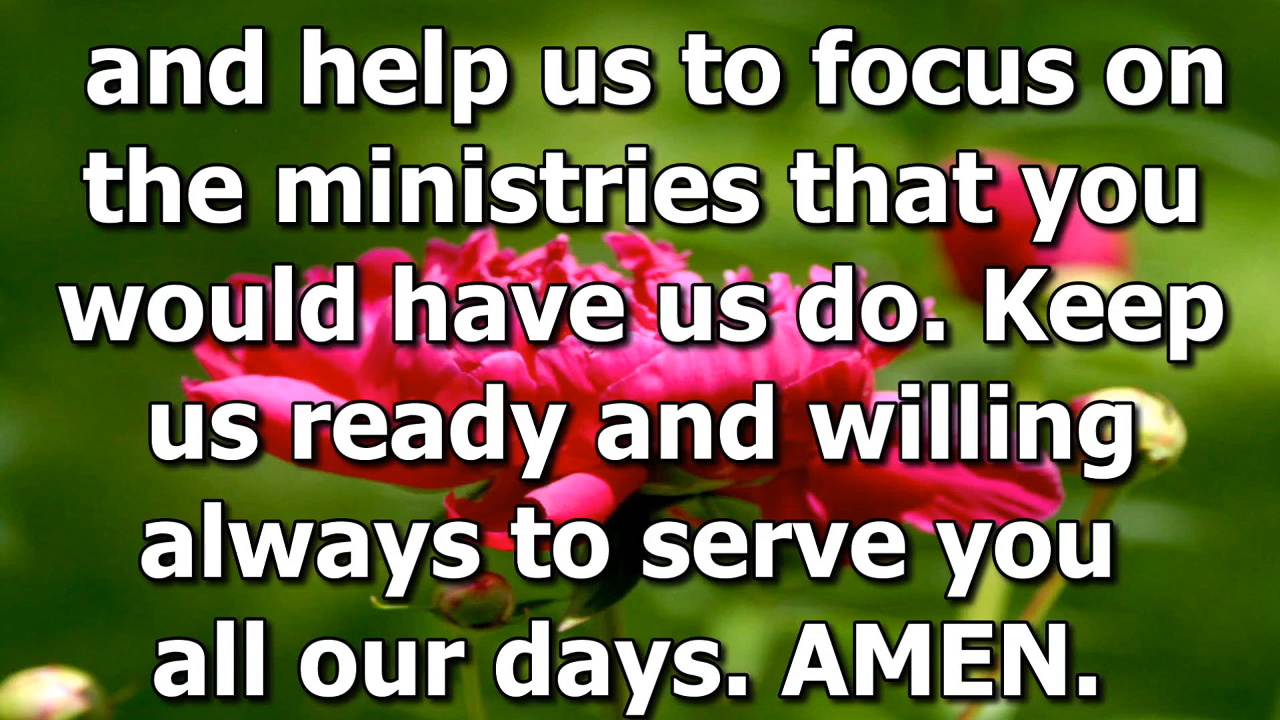 and help us to focus on
the ministries that you
would have us do. Keep
us ready and willing
always to serve you
all our days. AMEN.